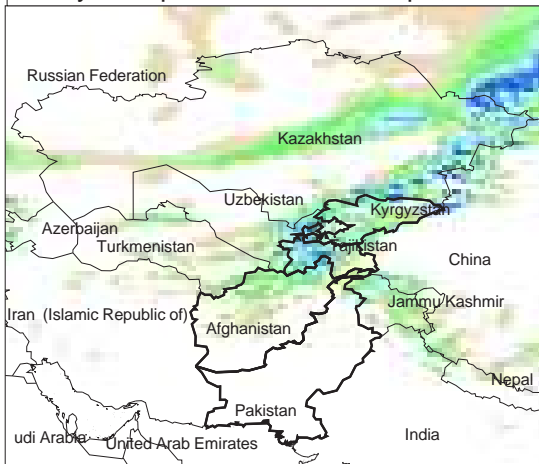 Russian Federation
Kazakhstan
Uzbekistan
Kyrgyzstan
Azerbaijan
Turkmenistan
Tajikistan
China
Iran (Islamic Republic of)
Jammu Kashmir
Afghanistan
Nepal
Pakistan
udi Arabia
United Arab Emirates
India